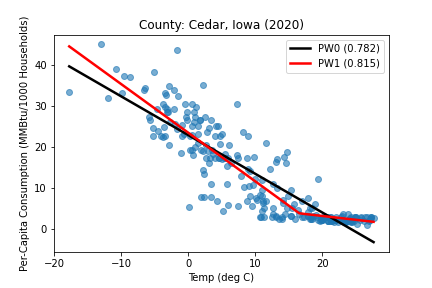 County: Cedar, Iowa (2020)
PW0 (0.782)
PW1 (0.815)
Per-Capita Consumption (MMBtu/1000 Households)
40
30
20
10
0
−20 −10 0 10 20
Temp (deg C)